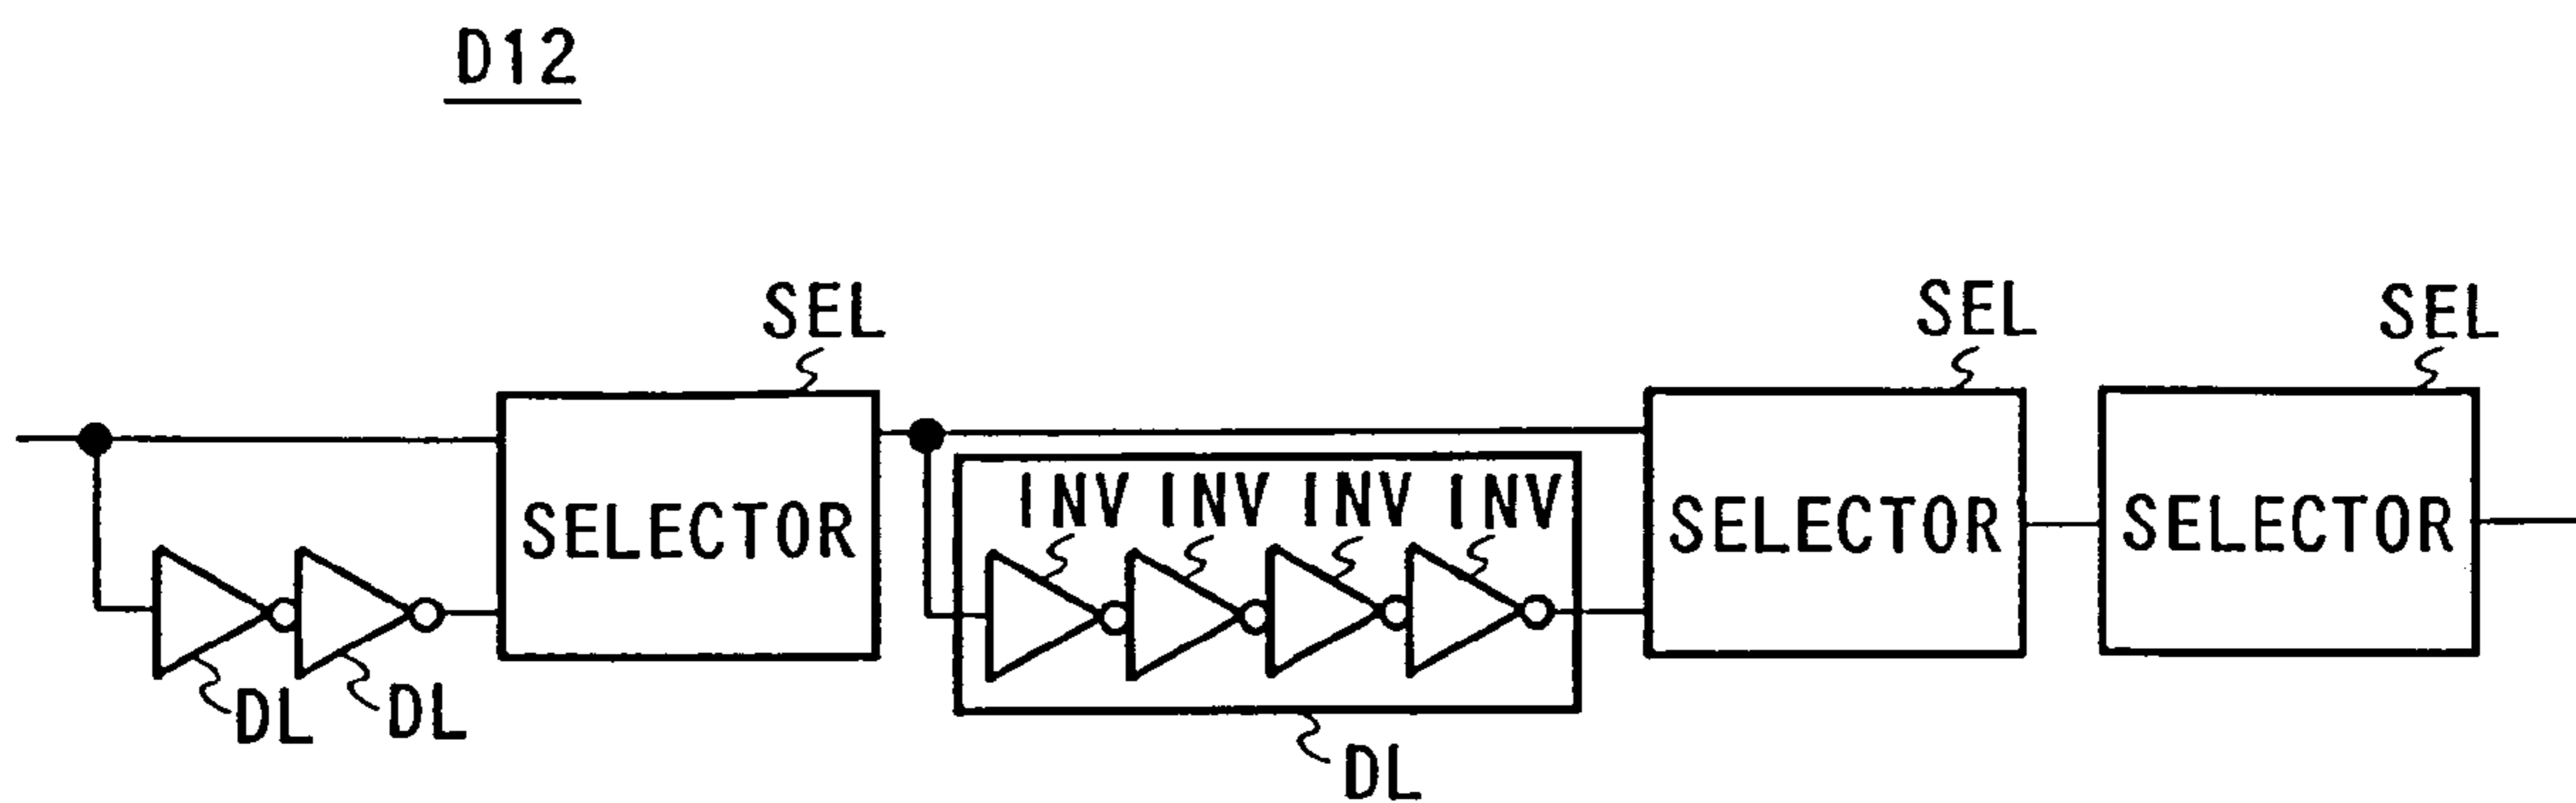 D12
SEL SEL SEL
INV INV INV INV
SELECTOR SELECTOR SELECTOR
DL DL
DL